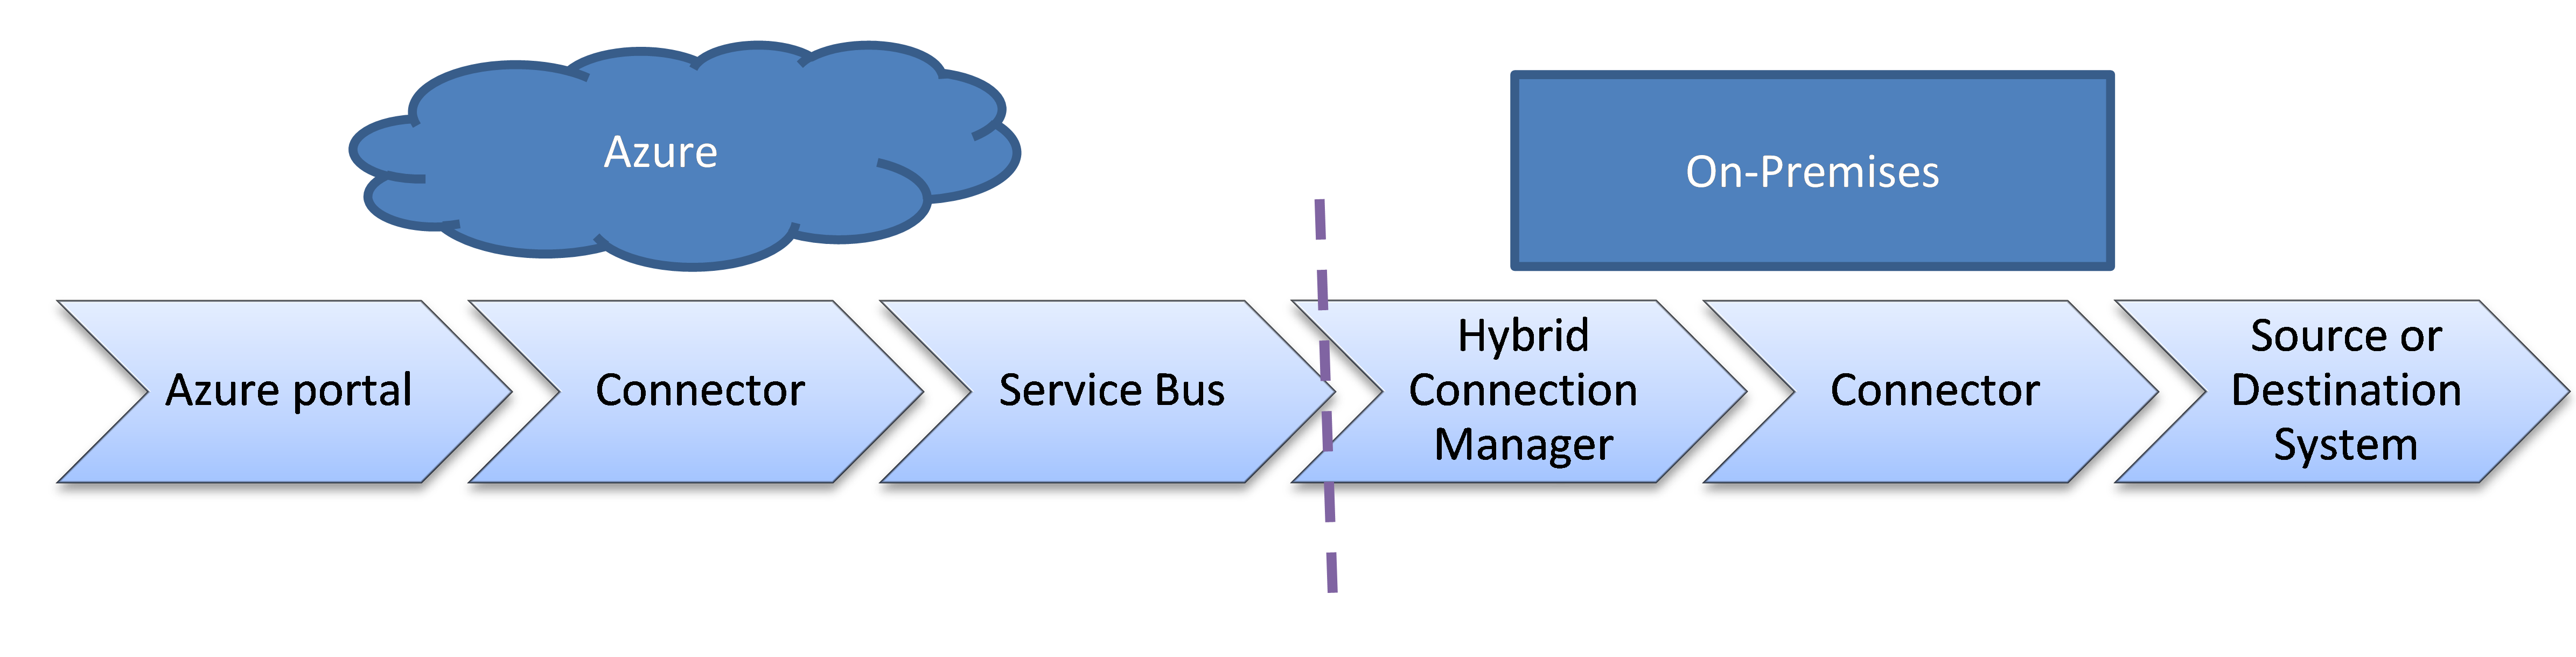 Azure
On-Premises
Azure portal
Connector
Service Bus
Hybrid
Connection
Manager
Connector
Source or
Destination
System